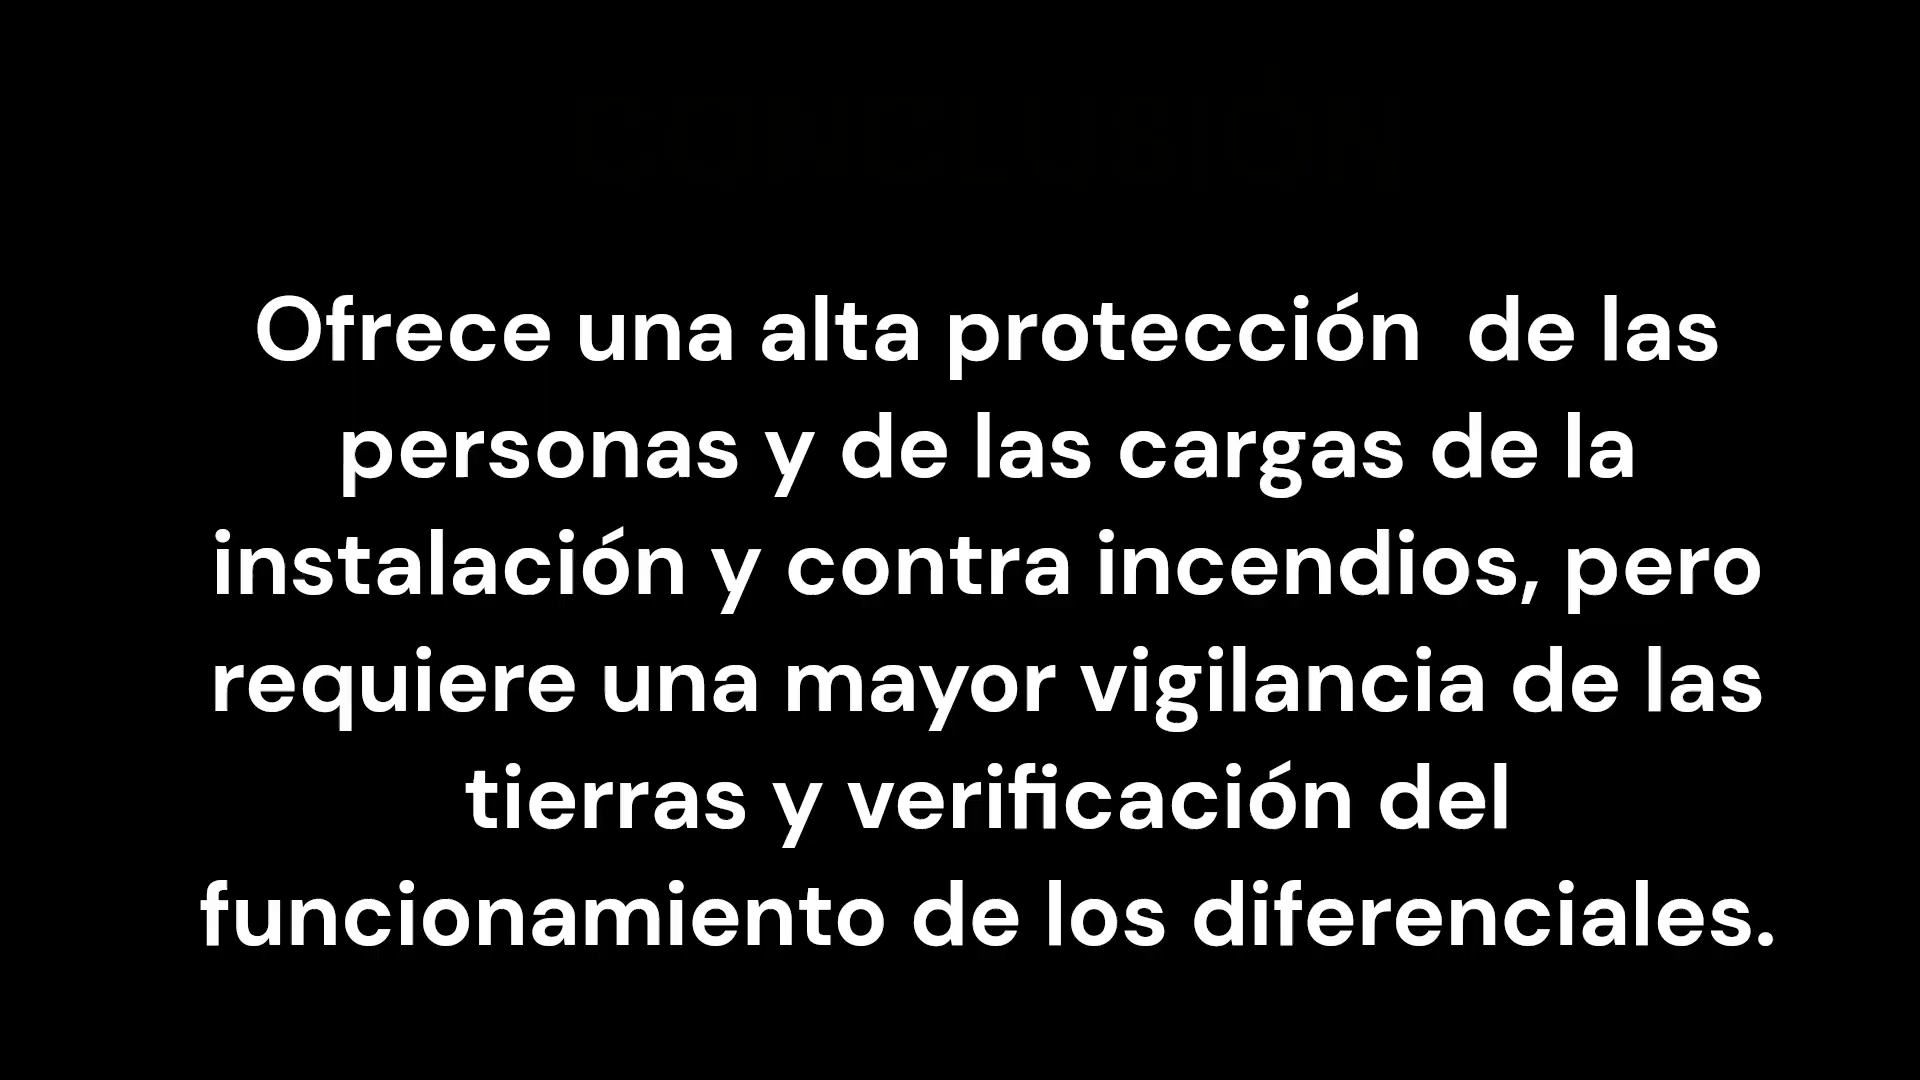 Ofrece una alta protección  de las
personas y de las cargas de la
instalación y contra incendios, pero
requiere una mayor vigilancia de las
tierras y verificación del
funcionamiento de los diferenciales.